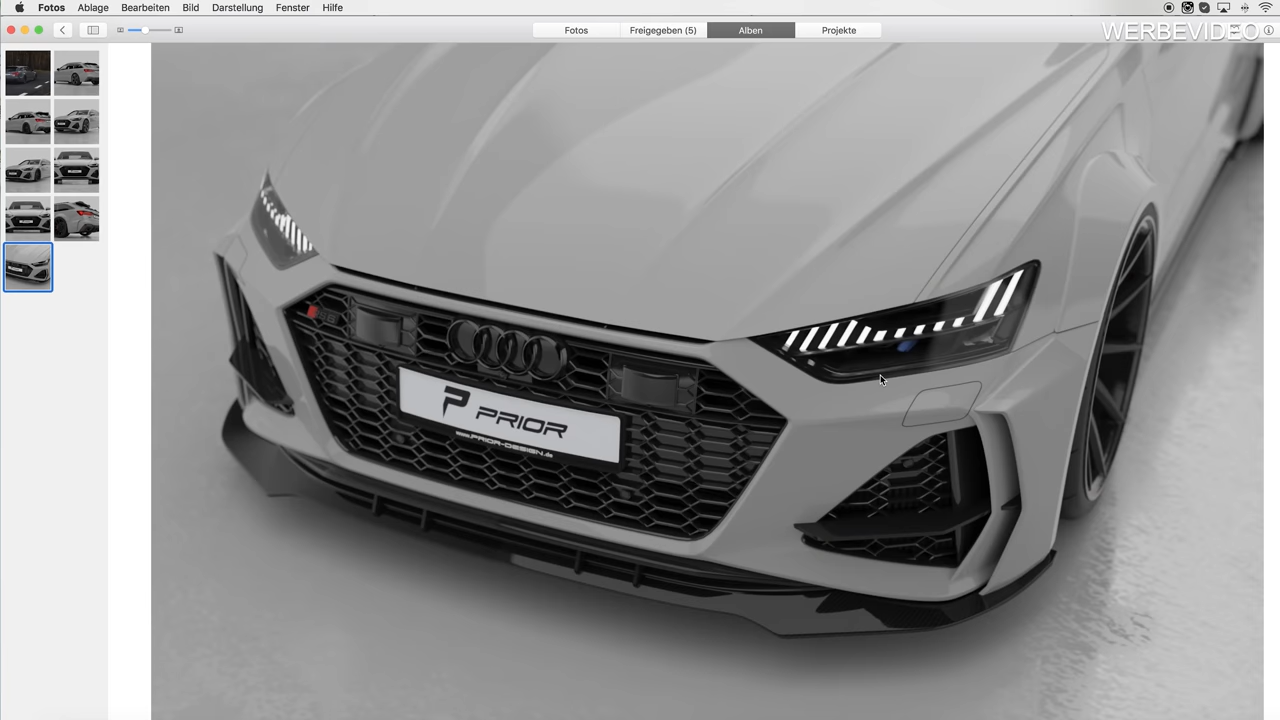 Fotos Ablage Bearbeiten Bild Darstellung Fenster Hilfe
Fotos Freigegeben (5) Alben Projekte
WERBEVIDEO
PRIOR
www.PRIOR-DESIGN.de